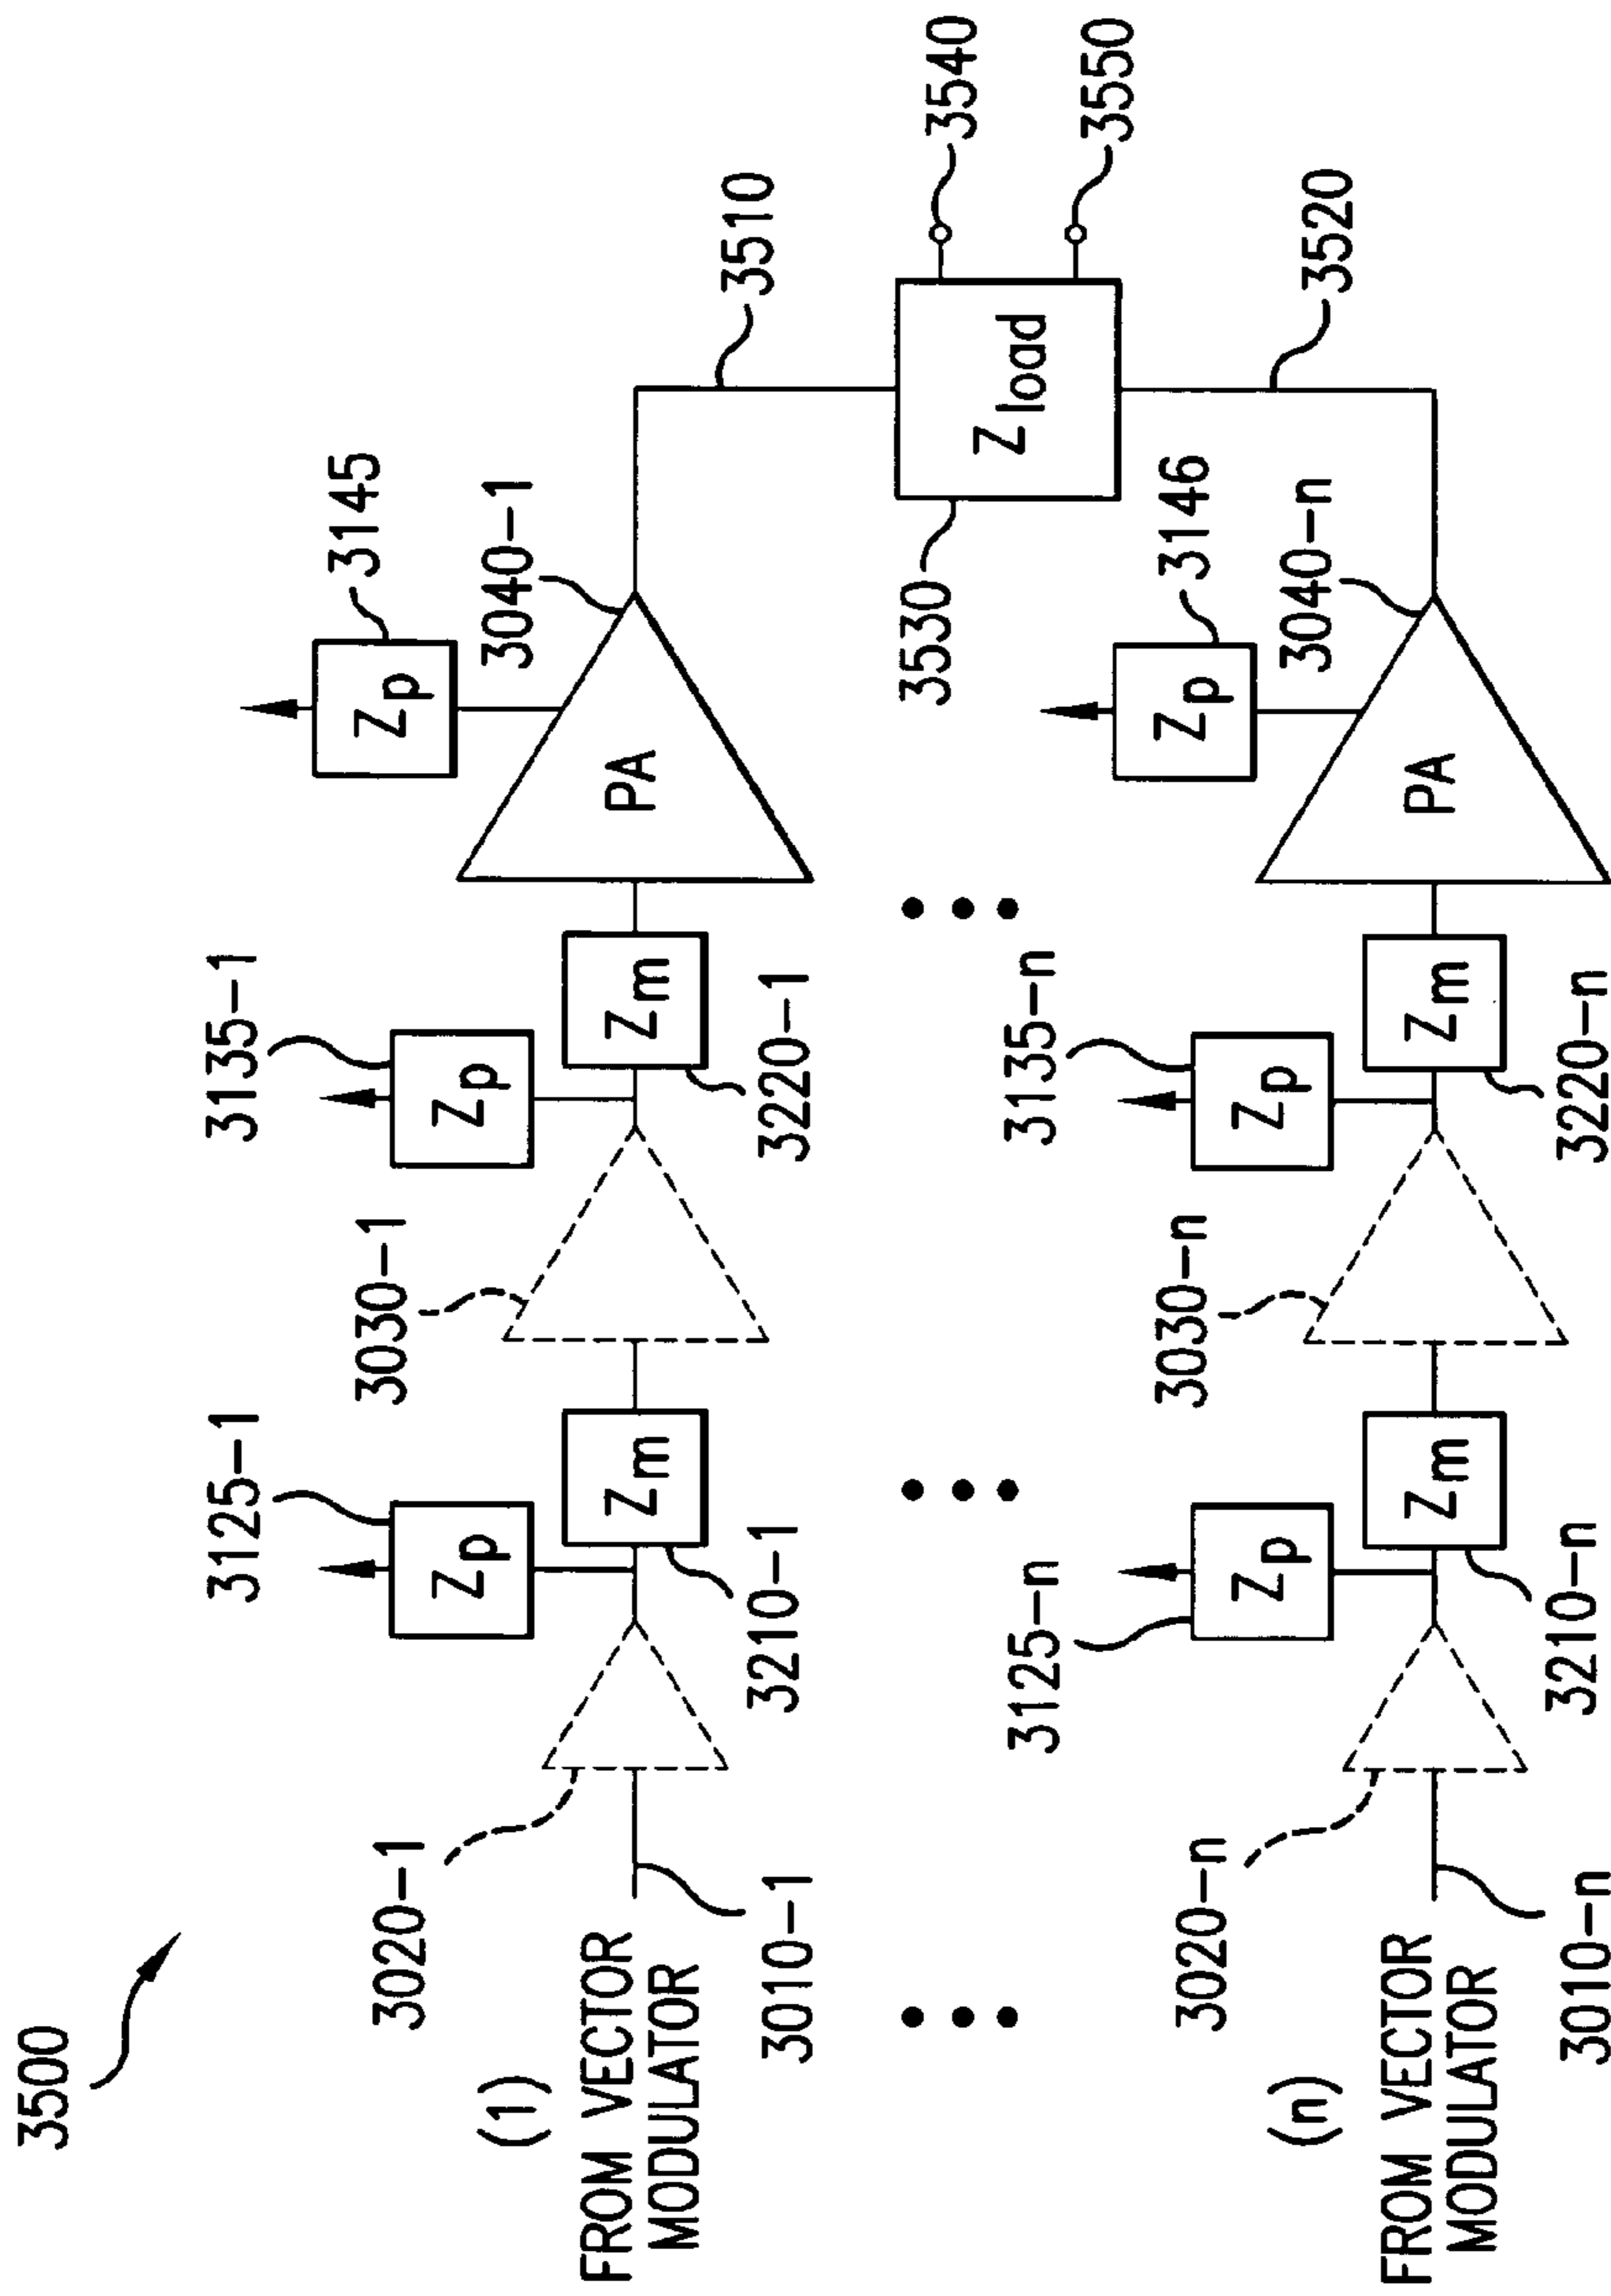 3500
3125-1
3135-1
3145
3020-1
3030-1
3040-1
Zp
Zp
Zp
(1)
FROM VECTOR
MODULATOR
Zm
Zm
PA
3010-1
3210-1
3220-1
3510
3530
Zload
3540
3550
3125-n
3135-n
3146
3020-n
3030-n
3040-n
3520
Zp
Zp
Zp
(n)
FROM VECTOR
MODULATOR
Zm
Zm
PA
3010-n
3210-n
3220-n